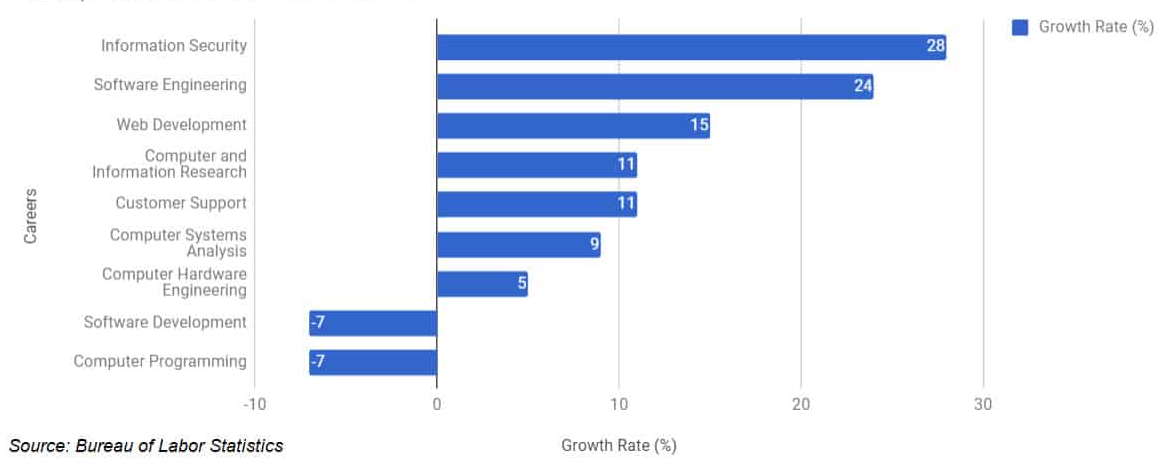 Growth Rate (%)
Information Security
28
Software Engineering
24
Web Development
15
Computer and
Information Research
11
Customer Support
11
Computer Systems
Analysis
9
Computer Hardware
Engineering
5
Software Development
-7
Computer Programming
-7
Careers
-10 0 10 20 30
Growth Rate (%)
Source: Bureau of Labor Statistics